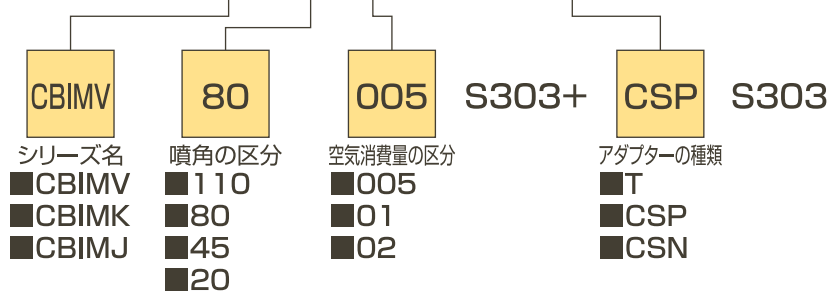 CBIMV 80 005 S303+ CSP S303
シリーズ名 噴角の区分 空気消費量の区分 アダプターの種類
■CBIMV ■110 ■005 ■T
■CBIMK ■80 ■01 ■CSP
■CBIMJ ■45 ■02 ■CSN
■20